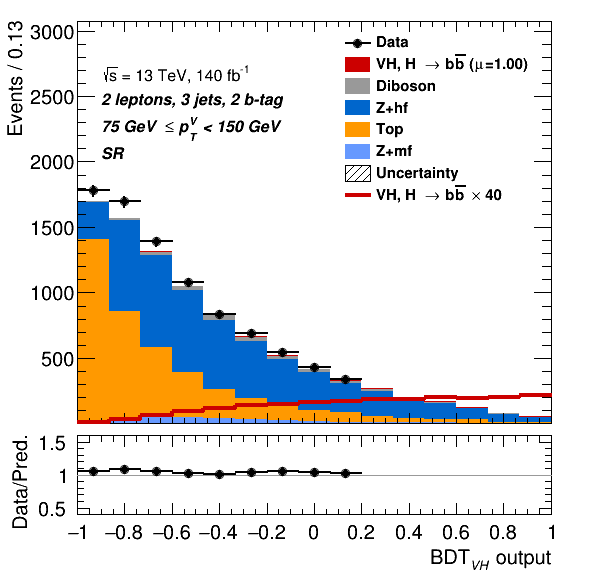 3000
2500
2000
1500
1000
500
Events / 0.13
√s = 13 TeV, 140 fb⁻¹
2 leptons, 3 jets, 2 b-tag
75 GeV ≤ p_T^V < 150 GeV
SR
Data
VH, H → bb̅ (μ=1.00)
Diboson
Z+hf
Top
Z+mf
Uncertainty
VH, H → bb̅ × 40
1.5
1
0.5
Data/Pred.
−1 −0.8 −0.6 −0.4 −0.2 0 0.2 0.4 0.6 0.8 1
BDT_VH output